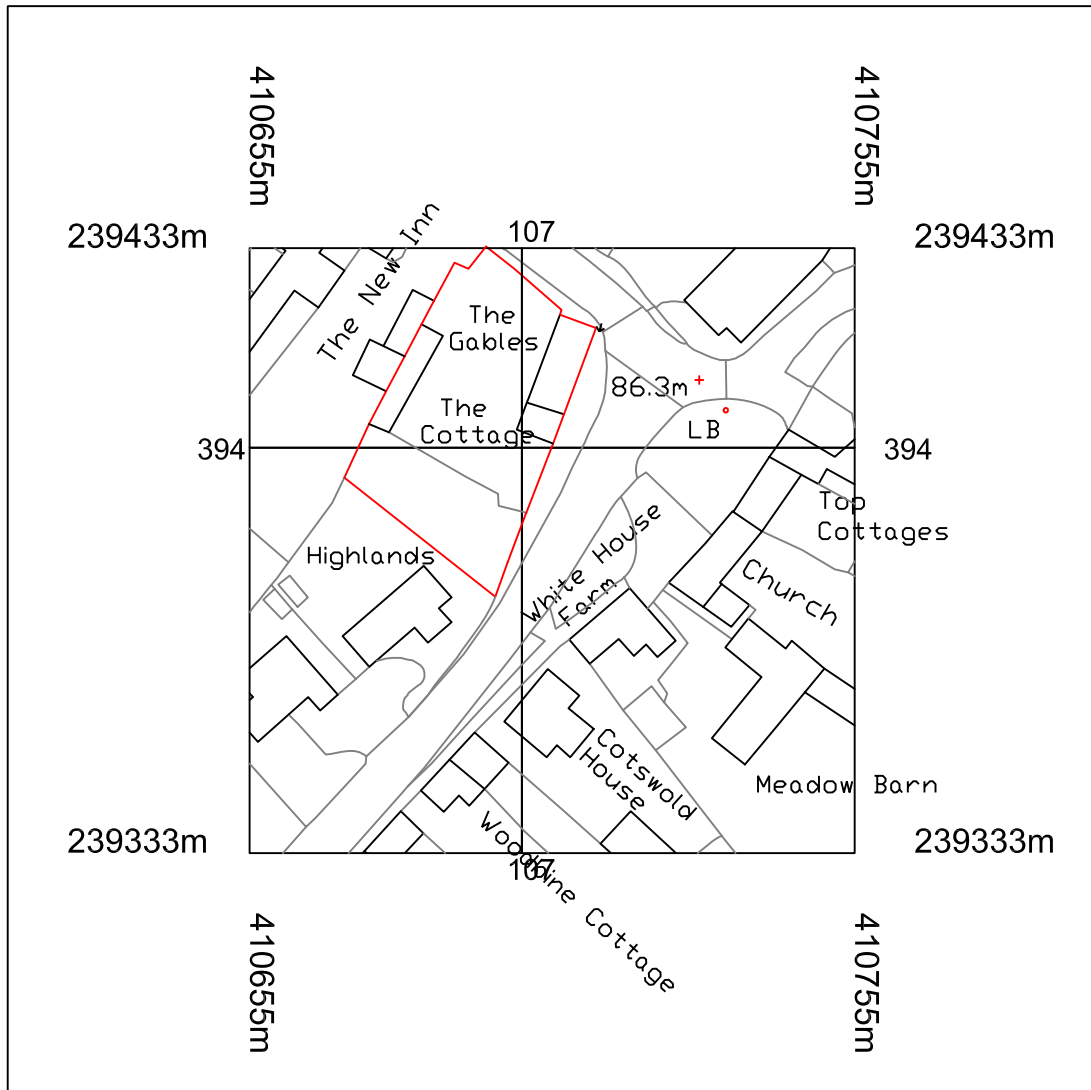 410655m
410755m
239433m
107
239433m
The New Inn
The
Gables
86.3m
The
Cottage
LB
394
394
Top
Cottages
Highlands
White House
Farm
Church
Cotswold
House
Meadow Barn
239333m
Woodbine Cottage
107
239333m
410655m
410755m